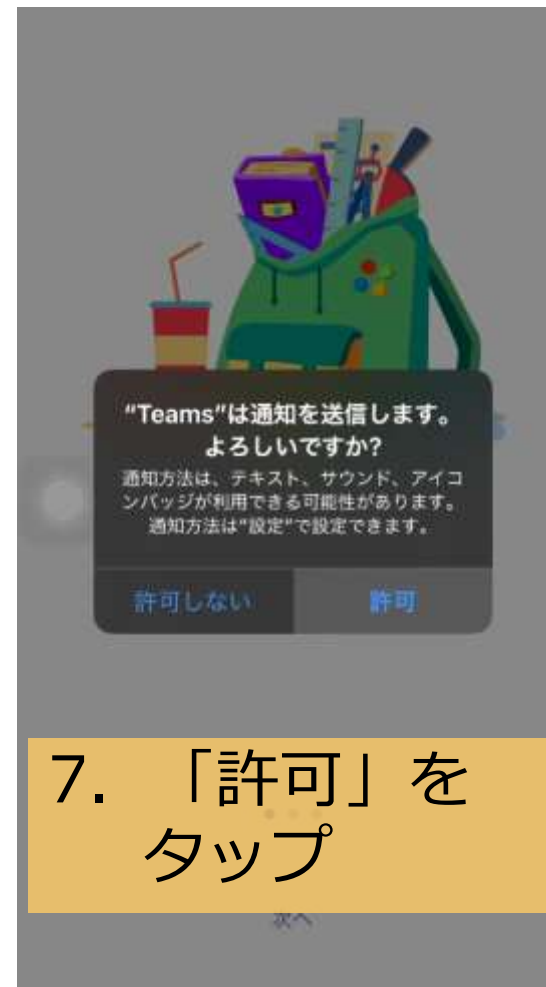 “Teams”は通知を送信します。
よろしいですか?
通知方法は、テキスト、サウンド、アイコ
ンバッジが利用できる可能性があります。
通知方法は“設定”で設定できます。
許可しない
許可
7. 「許可」を
タップ
次へ